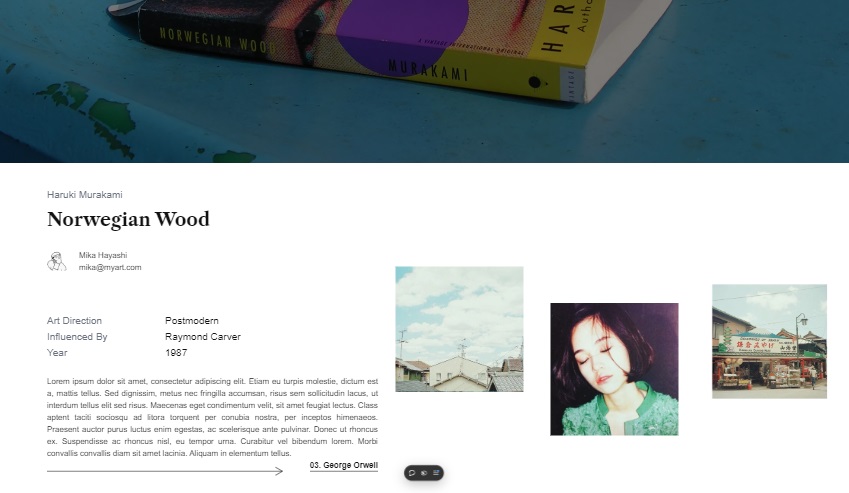 NORWEGIAN WOOD
A VINTAGE INTERNATIONAL ORIGINAL
MURAKAMI
HAR
Autho
VINTAGE
Haruki Murakami
Norwegian Wood
Mika Hayashi
mika@myart.com
Art Direction Postmodern
Influenced By Raymond Carver
Year 1987
Lorem ipsum dolor sit amet, consectetur adipiscing elit. Etiam eu turpis molestie, dictum est
a, mattis tellus. Sed dignissim, metus nec fringilla accumsan, risus sem sollicitudin lacus, ut
interdum tellus elit sed risus. Maecenas eget condimentum velit, sit amet feugiat lectus. Class
aptent taciti sociosqu ad litora torquent per conubia nostra, per inceptos himenaeos.
Praesent auctor purus luctus enim egestas, ac scelerisque ante pulvinar. Donec ut rhoncus
ex. Suspendisse ac rhoncus nisl, eu tempor urna. Curabitur vel bibendum lorem. Morbi
convallis convallis diam sit amet lacinia. Aliquam in elementum tellus.
03. George Orwell